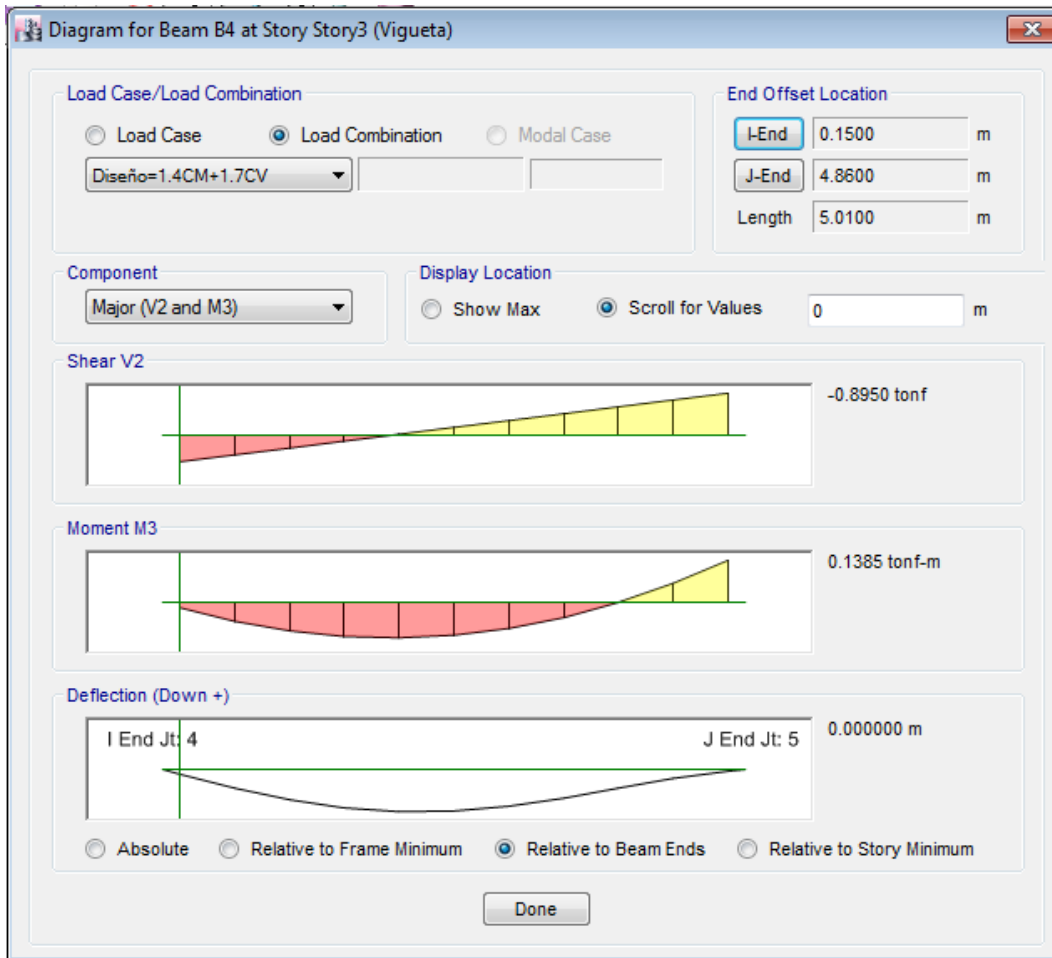 Diagram for Beam B4 at Story Story3 (Vigueta)
Load Case/Load Combination
Load Case Load Combination Modal Case
Diseño=1.4CM+1.7CV
End Offset Location
I-End 0.1500 m
J-End 4.8600 m
Length 5.0100 m
Component
Major (V2 and M3)
Display Location
Show Max Scroll for Values 0 m
Shear V2
-0.8950 tonf
Moment M3
0.1385 tonf-m
Deflection (Down +)
I End Jt: 4 J End Jt: 5
0.000000 m
Absolute Relative to Frame Minimum Relative to Beam Ends Relative to Story Minimum
Done